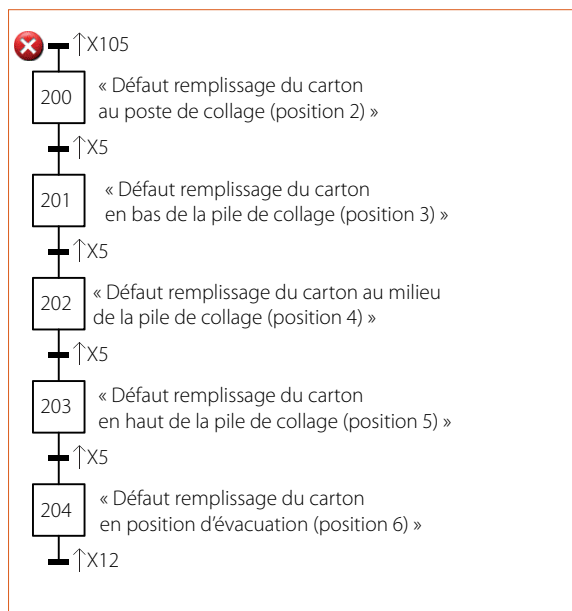 ↑X105
200
« Défaut remplissage du carton
au poste de collage (position 2) »
↑X5
201
« Défaut remplissage du carton
en bas de la pile de collage (position 3) »
↑X5
202
« Défaut remplissage du carton au milieu
de la pile de collage (position 4) »
↑X5
203
« Défaut remplissage du carton
en haut de la pile de collage (position 5) »
↑X5
204
« Défaut remplissage du carton
en position d’évacuation (position 6) »
↑X12